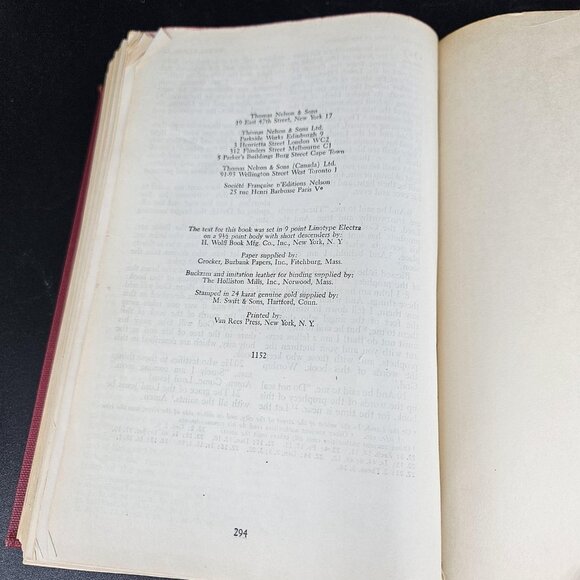 Thomas Nelson & Sons
19 East 47th Street, New York 17
Thomas Nelson & Sons Ltd.
Parkside Works Edinburgh 9
3 Henrietta Street London WC2
312 Flinders Street Melbourne C1
5 Parker's Buildings Burg Street Cape Town
Thomas Nelson & Sons (Canada) Ltd.
91-93 Wellington Street West Toronto 1
Société Française d'Editions Nelson
25 rue Henri Barbusse Paris Vᵉ
The text for this book was set in 9 point Linotype Electra
on a 9½ point body with short descenders by:
H. Wolff Book Mfg. Co., Inc., New York, N. Y
Paper supplied by:
Crocker, Burbank Papers, Inc., Fitchburg, Mass.
Buckram and imitation leather for binding supplied by:
The Holliston Mills, Inc., Norwood, Mass.
Stamped in 24 karat genuine gold supplied by:
M. Swift & Sons, Hartford, Conn.
Printed by:
Van Rees Press, New York, N. Y.
1152
294